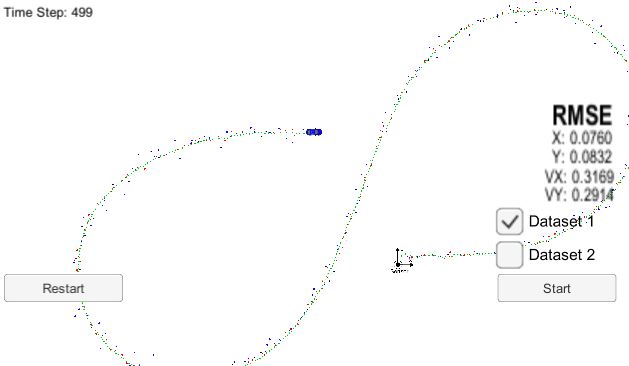 Time Step: 499
RMSE
X: 0.0760
Y: 0.0832
VX: 0.3169
VY: 0.2914
Dataset 1
Dataset 2
Restart
Start